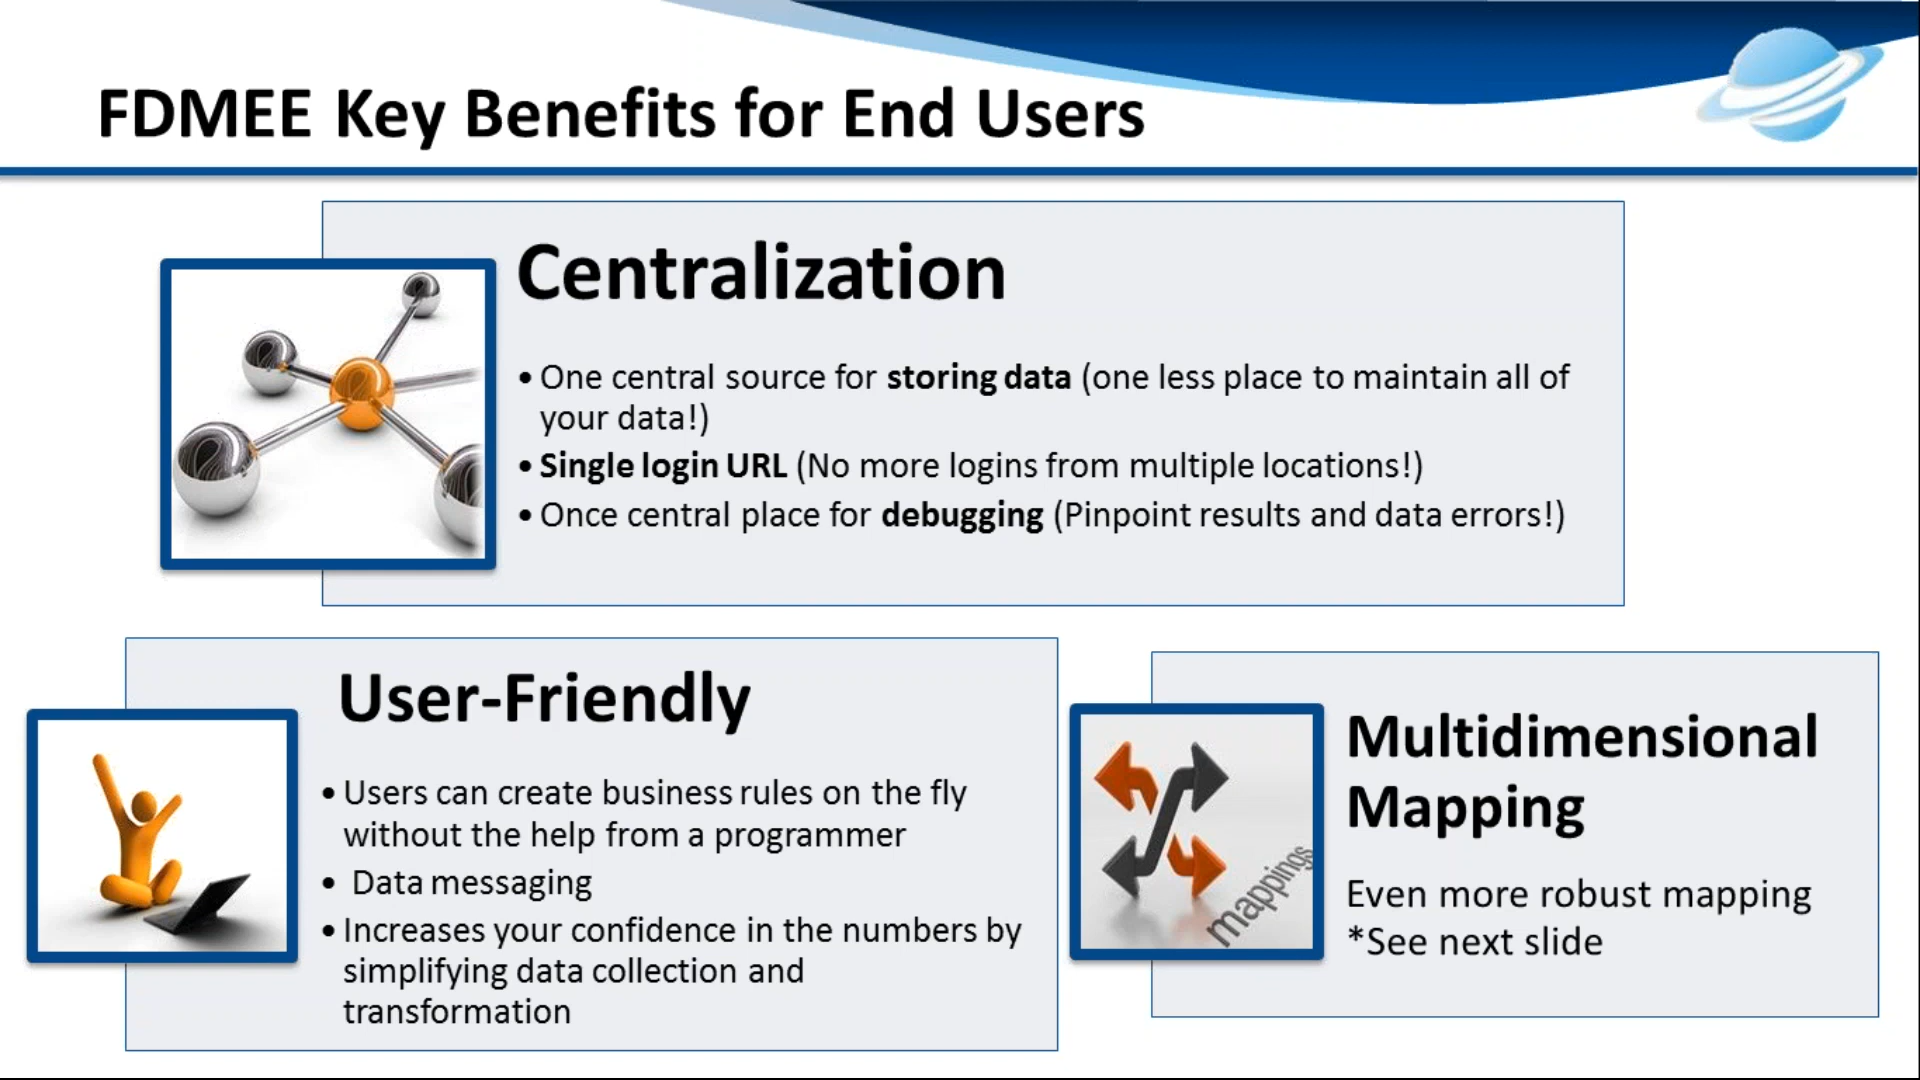 FDMEE Key Benefits for End Users
Centralization
• One central source for storing data (one less place to maintain all of
your data!)
• Single login URL (No more logins from multiple locations!)
• Once central place for debugging (Pinpoint results and data errors!)
User-Friendly
• Users can create business rules on the fly
without the help from a programmer
• Data messaging
• Increases your confidence in the numbers by
simplifying data collection and
transformation
mappings
Multidimensional
Mapping
Even more robust mapping
*See next slide